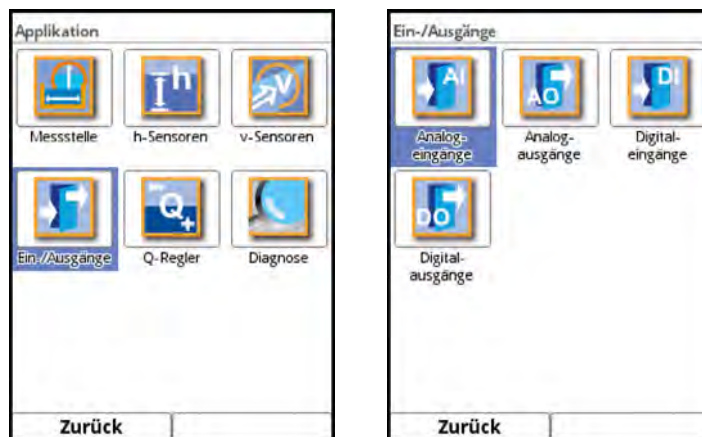 Applikation
h
v
Messstelle
h-Sensoren
v-Sensoren
Q
+
Ein-/Ausgänge
Q-Regler
Diagnose
Zurück
Ein-/Ausgänge
AI
AO
DI
Analog-
eingänge
Analog-
ausgänge
Digital-
eingänge
DO
Digital-
ausgänge
Zurück